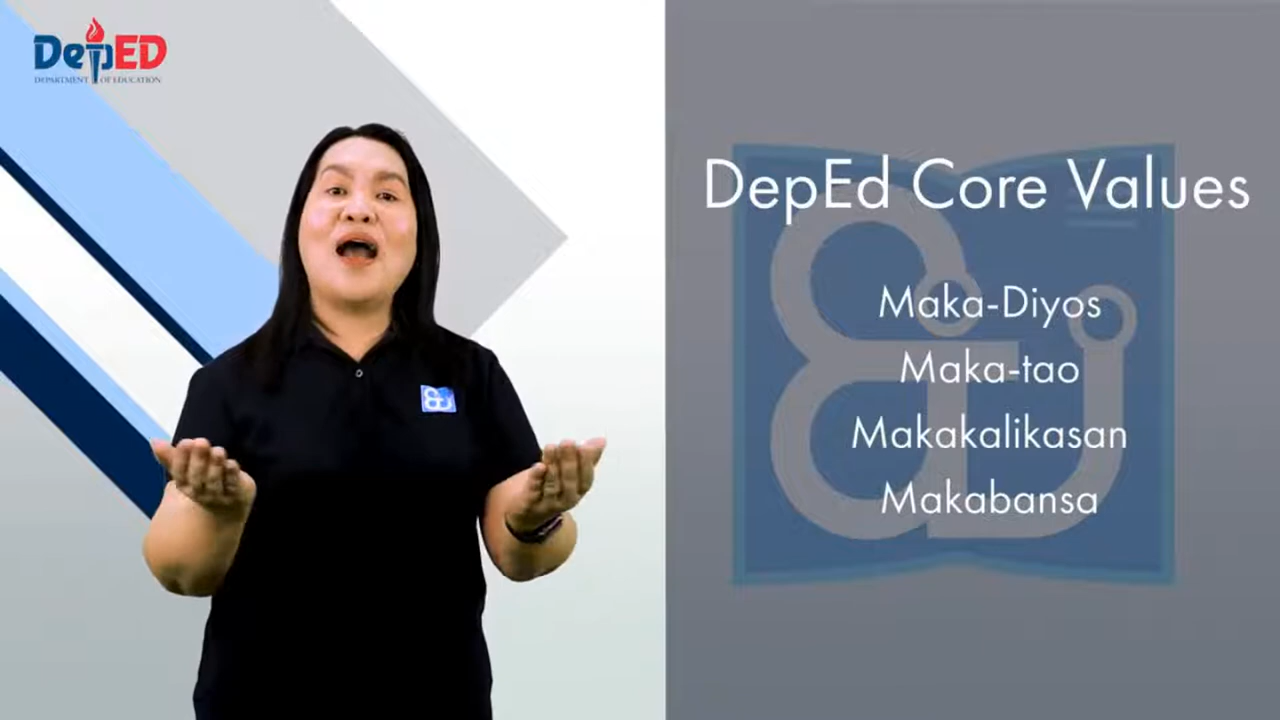 DepED
DEPARTMENT OF EDUCATION
DepEd Core Values
Maka-Diyos
Maka-tao
Makakalikasan
Makabansa